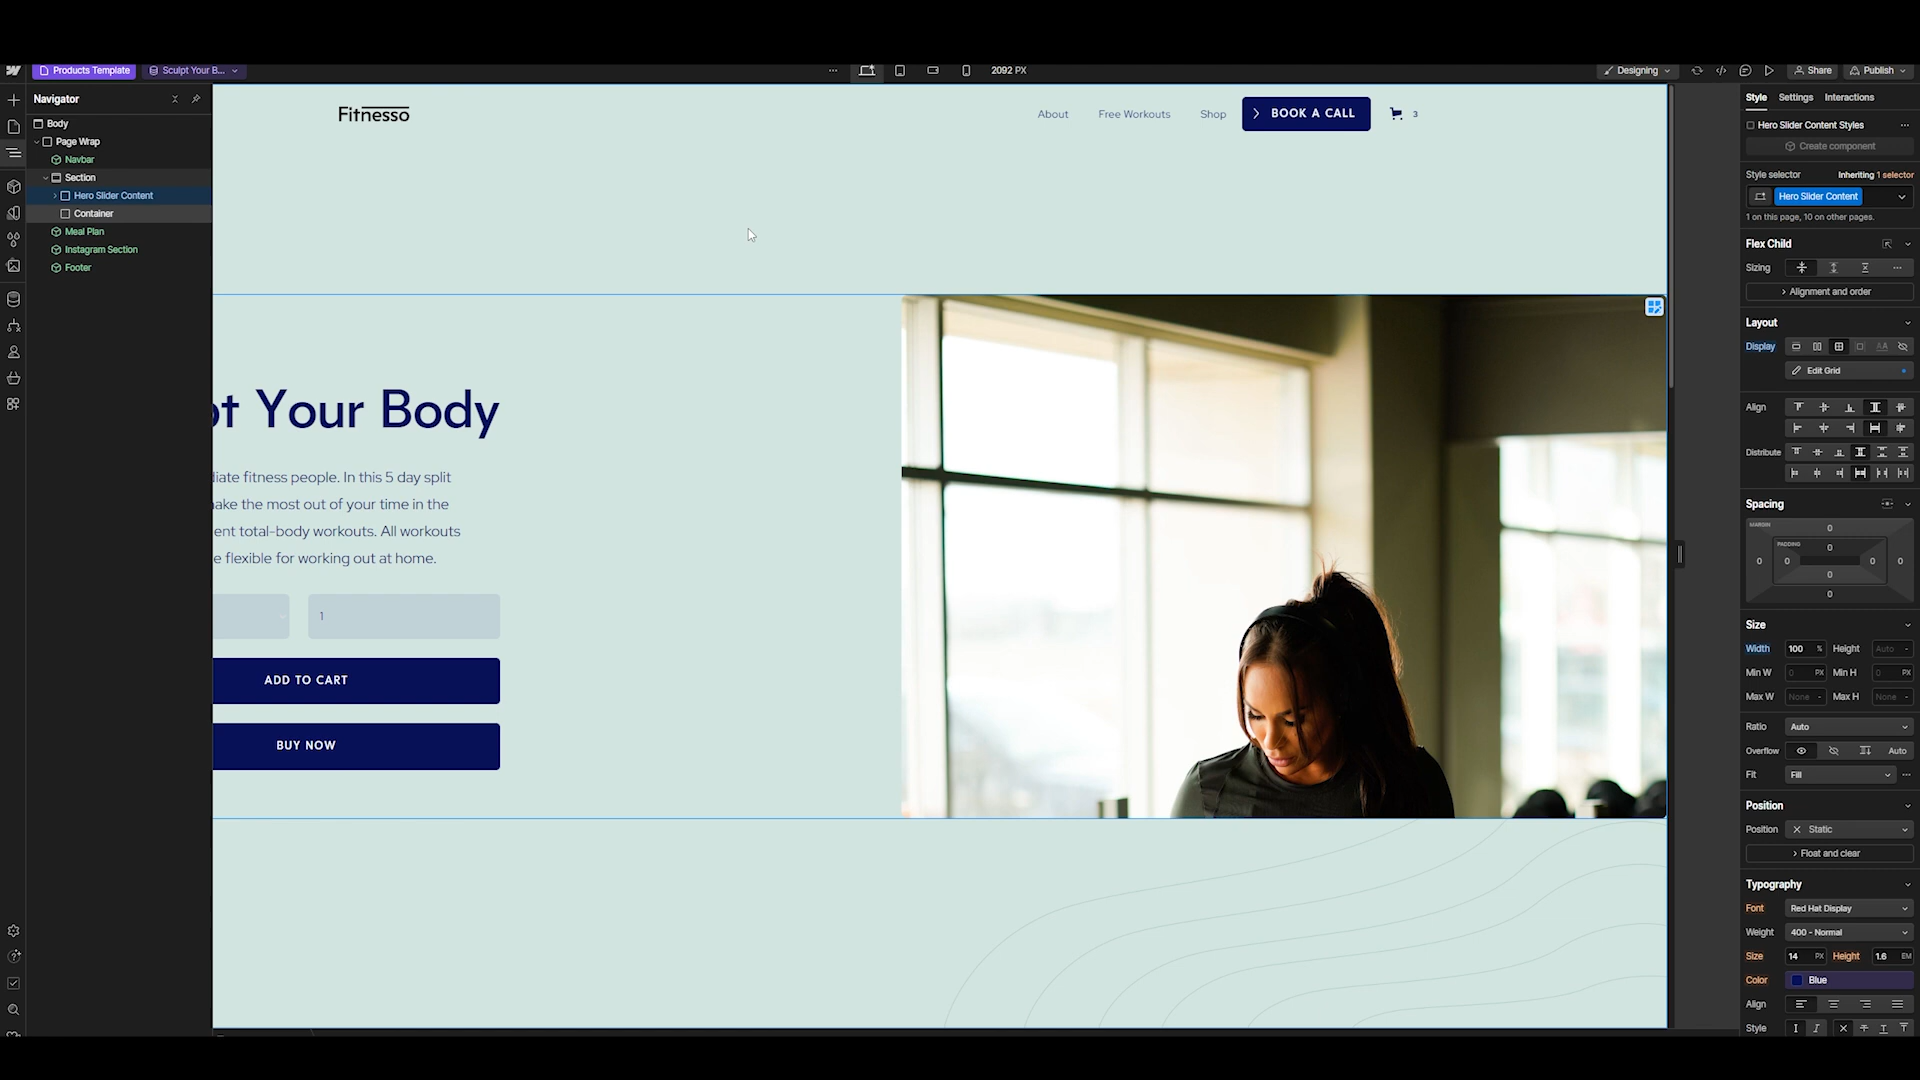 Products Template
Sculpt Your B...
2092 PX
Designing
Share
Publish
Navigator
Body
Page Wrap
Navbar
Section
Hero Slider Content
Container
Meal Plan
Instagram Section
Footer
Fitnesso
About
Free Workouts
Shop
BOOK A CALL
3
pt Your Body
diate fitness people. In this 5 day split
ake the most out of your time in the
ent total-body workouts. All workouts
e flexible for working out at home.
1
ADD TO CART
BUY NOW
Style Settings Interactions
Hero Slider Content Styles
Create component
Style selector Inheriting 1 selector
Hero Slider Content
1 on this page, 10 on other pages.
Flex Child
Sizing
Alignment and order
Layout
Display
Edit Grid
Align
Distribute
Spacing
MARGIN
0
PADDING
0
0 0 0 0
0
0
Size
Width 100 % Height Auto -
Min W 0 PX Min H 0 PX
Max W None - Max H None -
Ratio Auto
Overflow Auto
Fit Fill
Position
Position Static
Float and clear
Typography
Font Red Hat Display
Weight 400 - Normal
Size 14 PX Height 1.6 EM
Color Blue
Align
Style